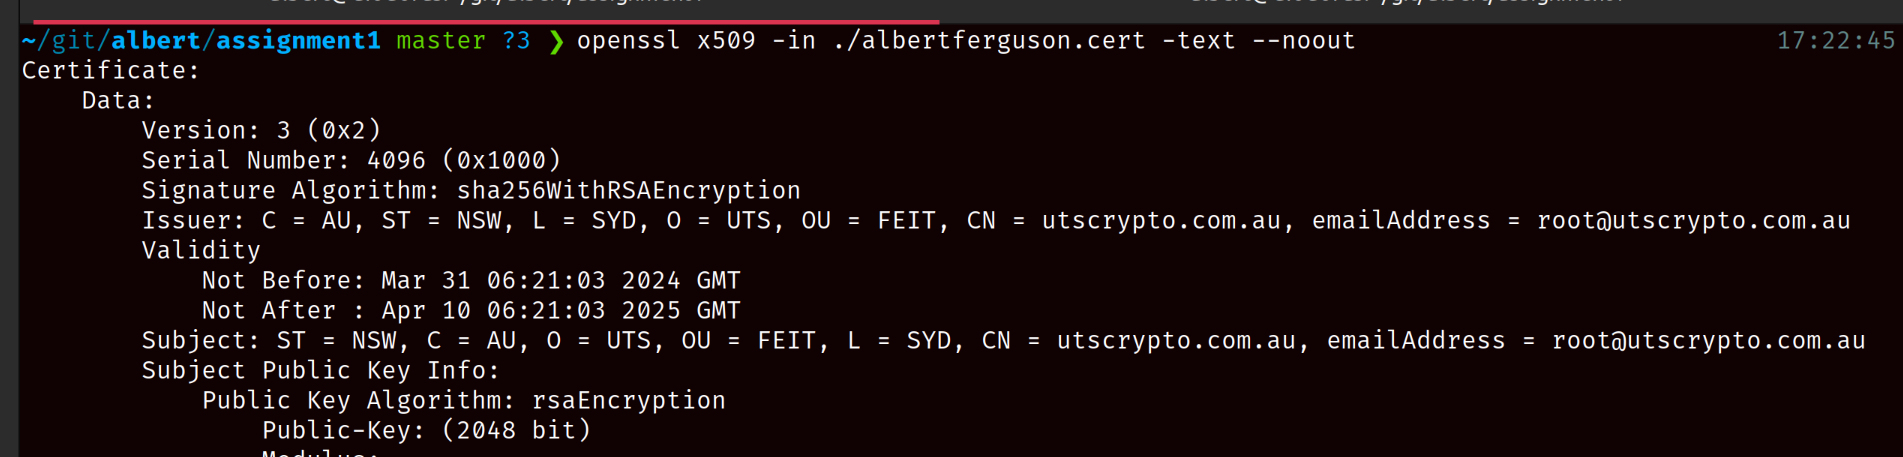 ~/git/albert/assignment1 master ?3 ❯ openssl x509 -in ./albertferguson.cert -text --noout 17:22:45
Certificate:
Data:
Version: 3 (0x2)
Serial Number: 4096 (0x1000)
Signature Algorithm: sha256WithRSAEncryption
Issuer: C = AU, ST = NSW, L = SYD, O = UTS, OU = FEIT, CN = utscrypto.com.au, emailAddress = root@utscrypto.com.au
Validity
Not Before: Mar 31 06:21:03 2024 GMT
Not After : Apr 10 06:21:03 2025 GMT
Subject: ST = NSW, C = AU, O = UTS, OU = FEIT, L = SYD, CN = utscrypto.com.au, emailAddress = root@utscrypto.com.au
Subject Public Key Info:
Public Key Algorithm: rsaEncryption
Public-Key: (2048 bit)
Modulus: